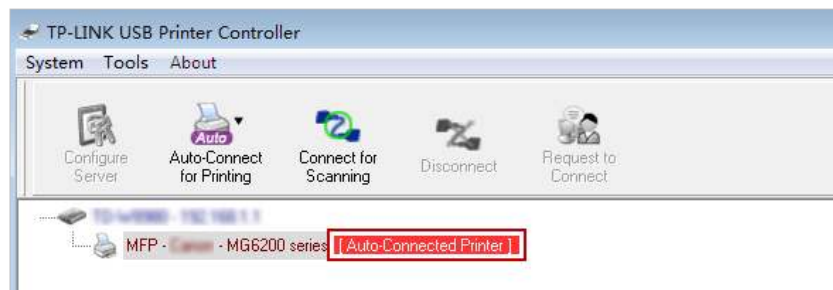 TP-LINK USB Printer Controller
System Tools About
Auto
Configure Server
Auto-Connect for Printing
Connect for Scanning
Disconnect
Request to Connect
MFP - - MG6200 series [ Auto-Connected Printer ]